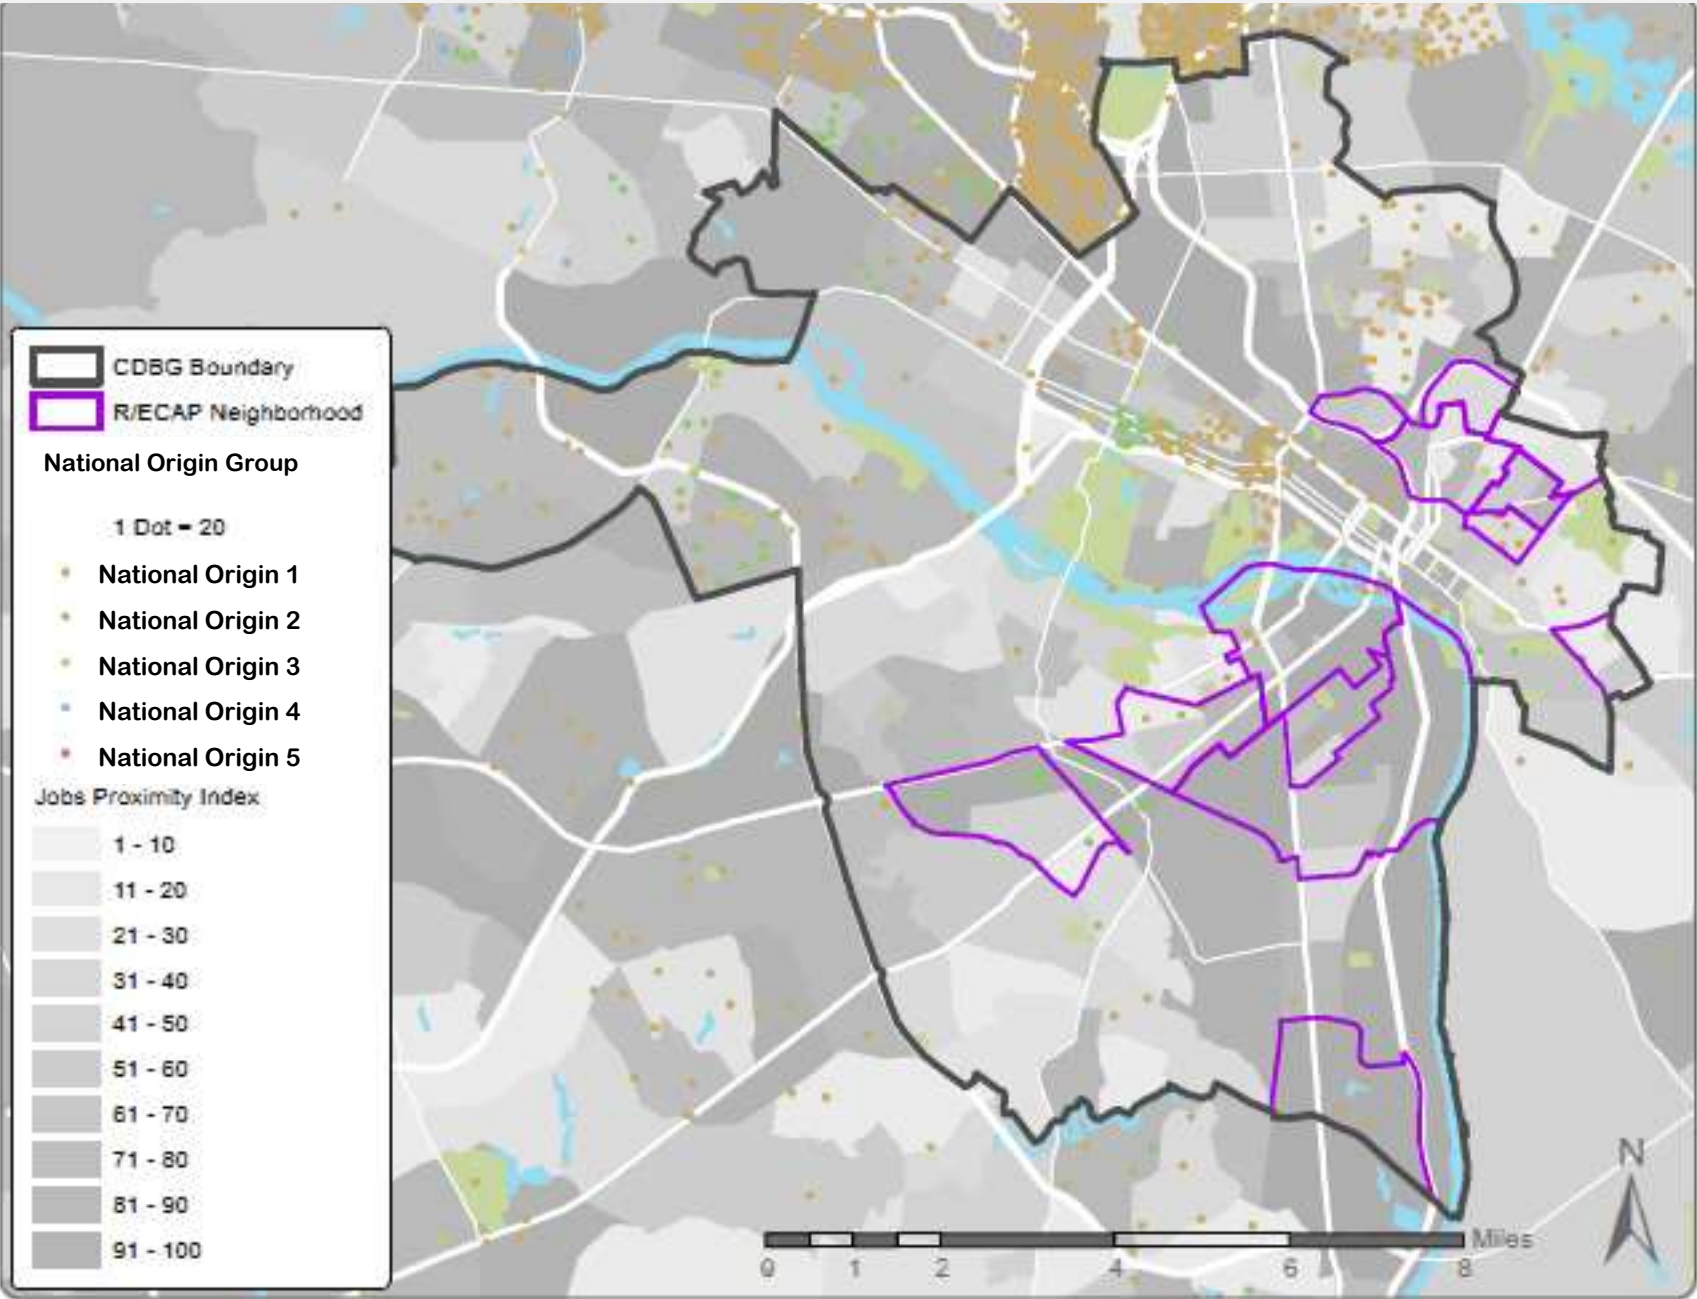 CDBG Boundary
R/ECAP Neighborhood
National Origin Group
1 Dot = 20
National Origin 1
National Origin 2
National Origin 3
National Origin 4
National Origin 5
Jobs Proximity Index
1 - 10
11 - 20
21 - 30
31 - 40
41 - 50
51 - 60
61 - 70
71 - 80
81 - 90
91 - 100
N
Miles
0 1 2 4 6 8